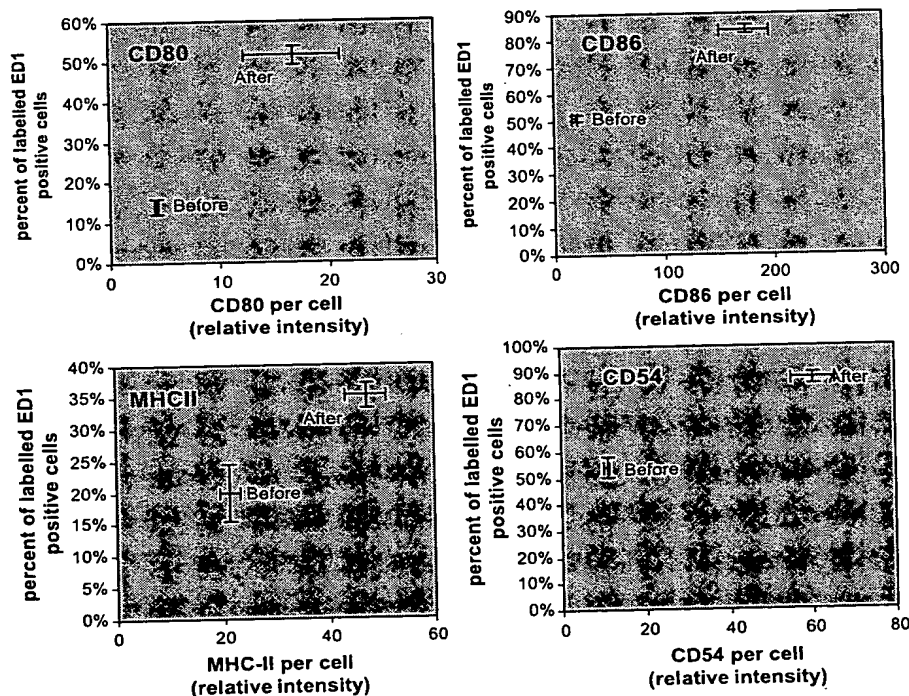 percent of labelled ED1
positive cells
60%
50%
40%
30%
20%
10%
0%
CD80
After
Before
0 10 20 30
CD80 per cell
(relative intensity)
percent of labelled ED1
positive cells
90%
80%
70%
60%
50%
40%
30%
20%
10%
0%
CD86
After
Before
0 100 200 300
CD86 per cell
(relative intensity)
percent of labelled ED1
positive cells
40%
35%
30%
25%
20%
15%
10%
5%
0%
MHCII
After
Before
0 20 40 60
MHC-II per cell
(relative intensity)
percent of labelled ED1
positive cells
100%
90%
80%
70%
60%
50%
40%
30%
20%
10%
0%
CD54
After
Before
0 20 40 60 80
CD54 per cell
(relative intensity)